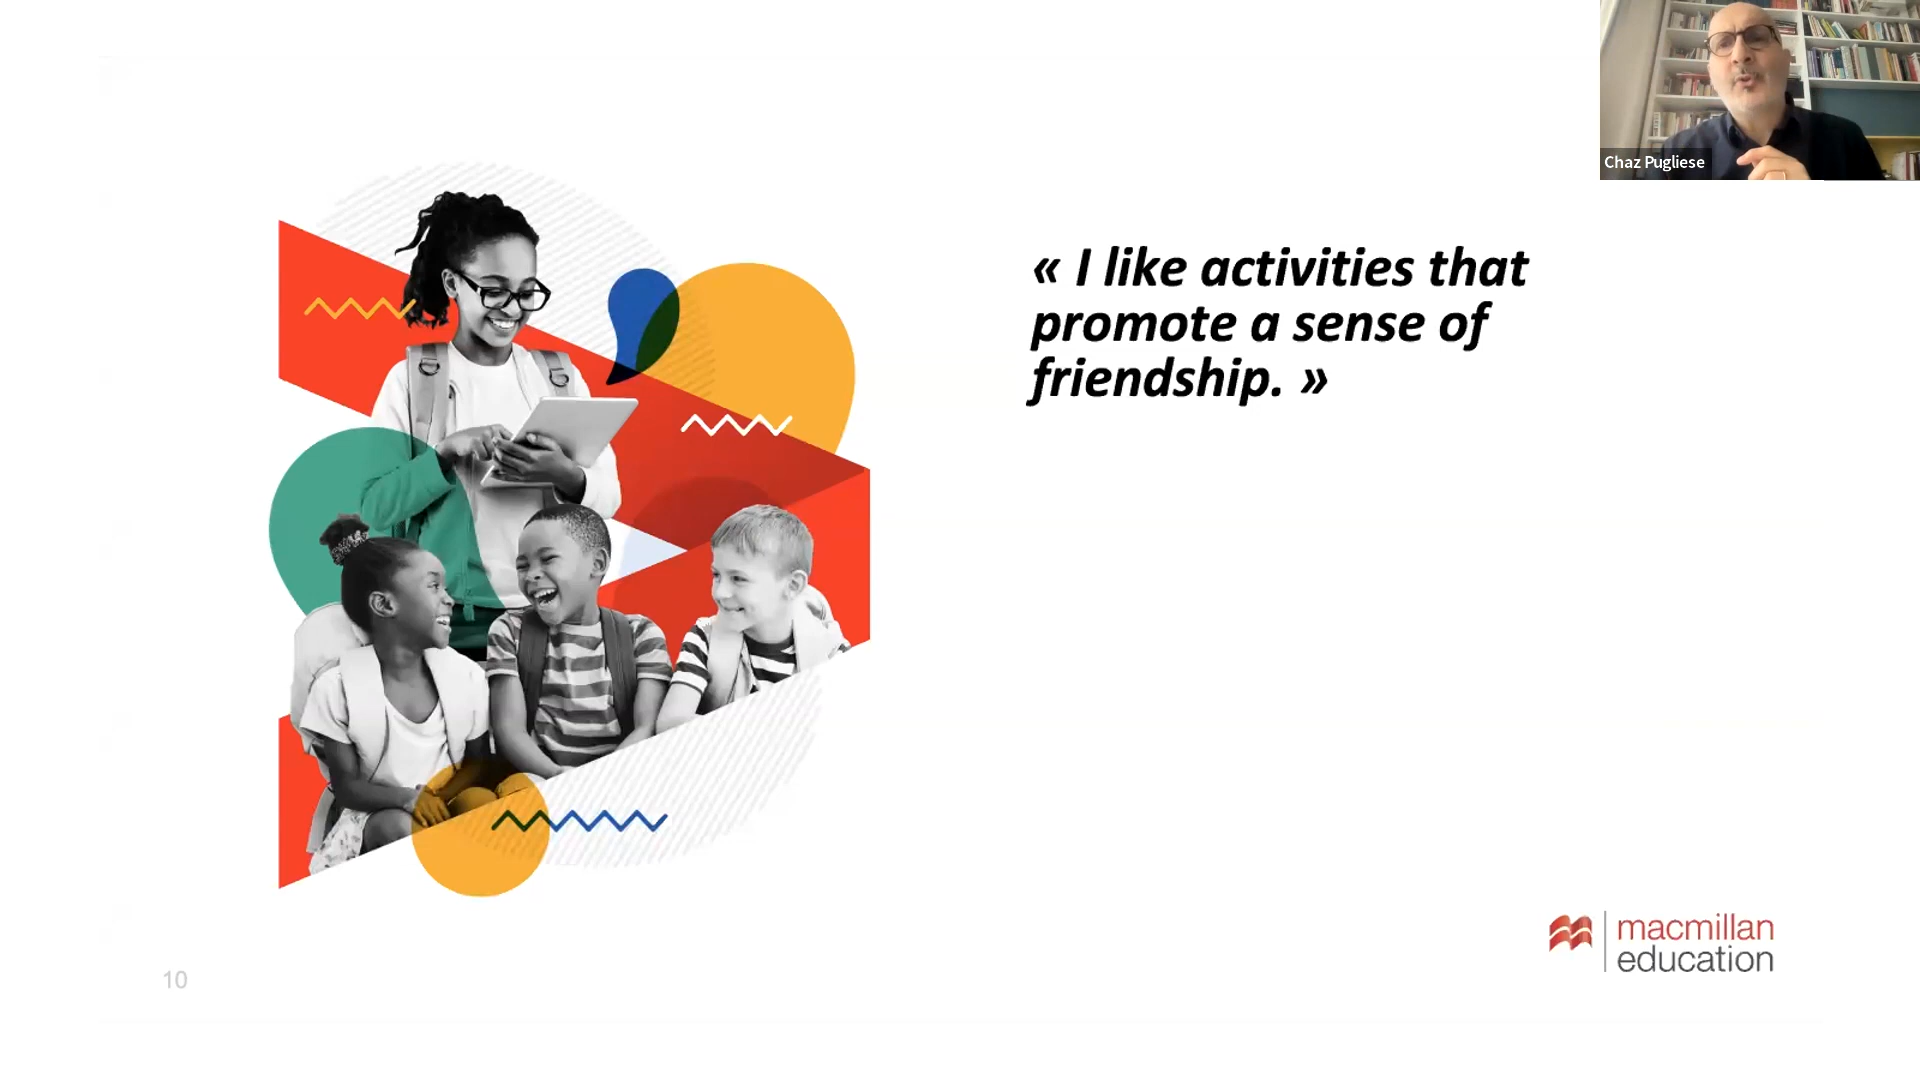 Chaz Pugliese
« I like activities that
promote a sense of
friendship. »
macmillan
education
10